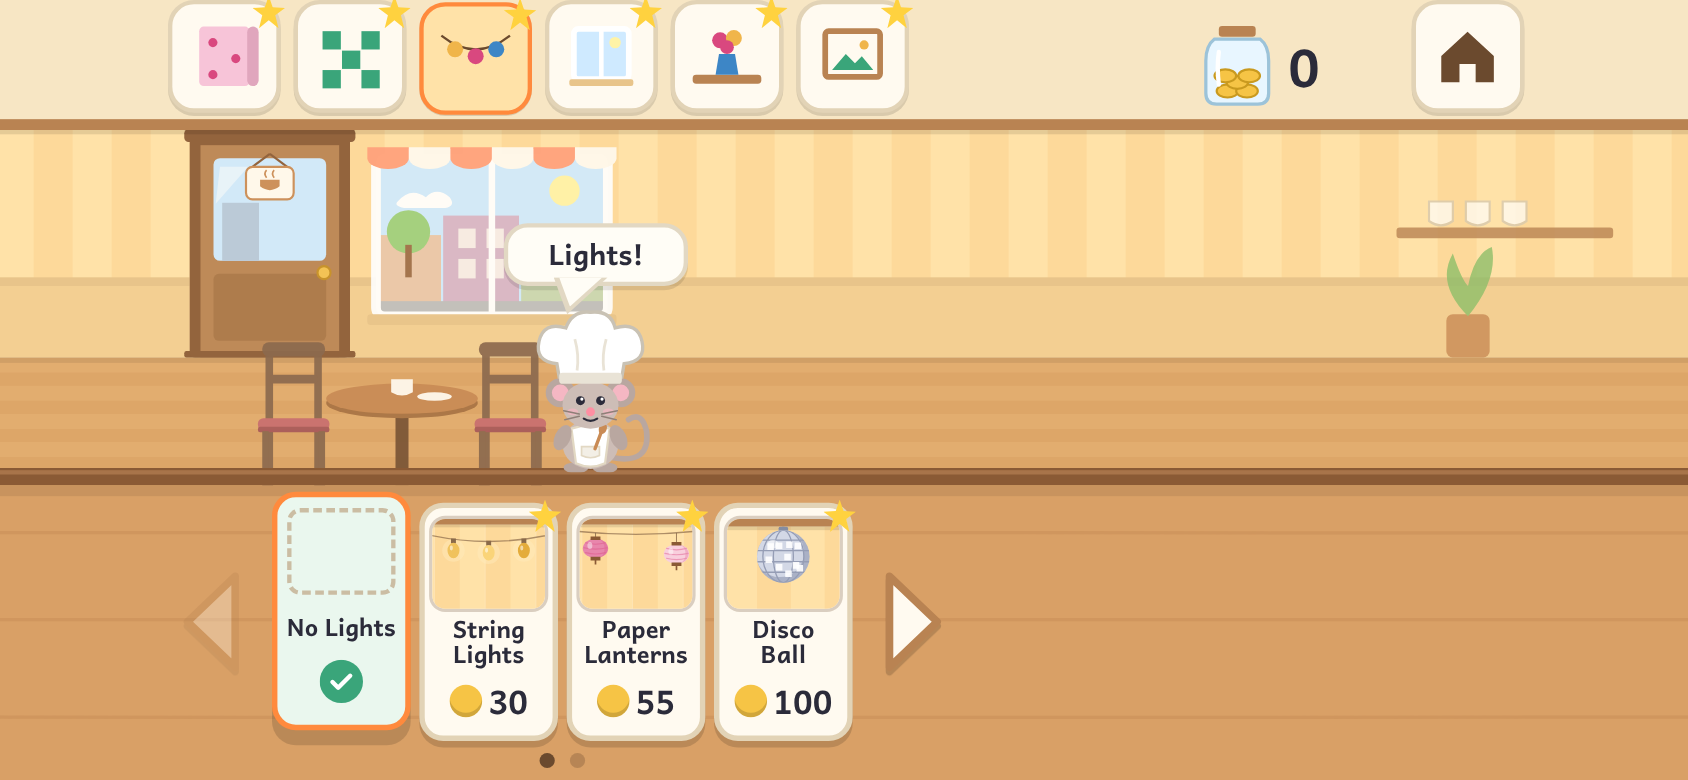 0
Lights!
No Lights
String
Lights
30
Paper
Lanterns
55
Disco
Ball
100